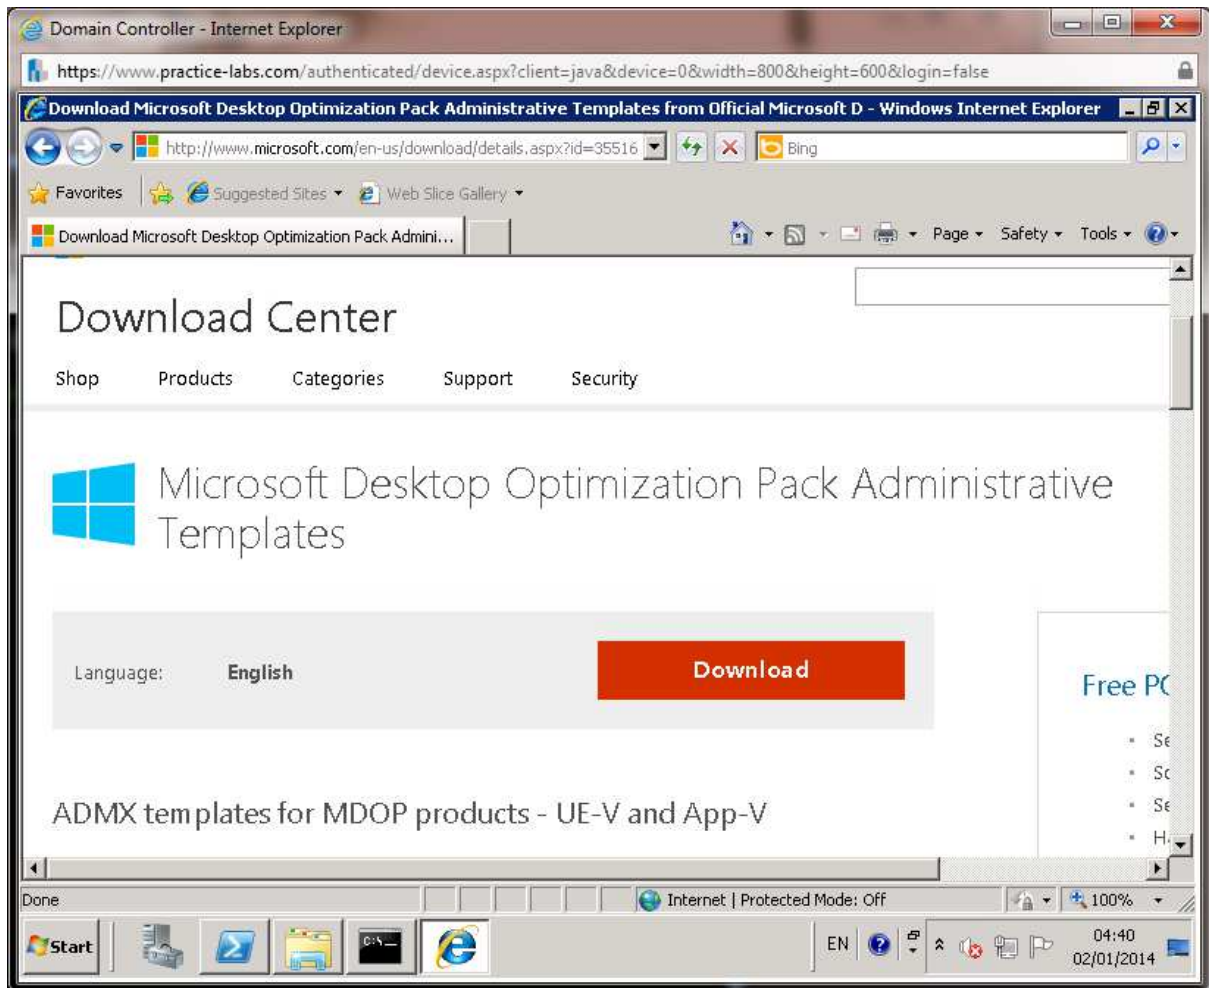 Domain Controller - Internet Explorer
https://www.practice-labs.com/authenticated/device.aspx?client=java&device=0&width=800&height=600&login=false
Download Microsoft Desktop Optimization Pack Administrative Templates from Official Microsoft D - Windows Internet Explorer
http://www.microsoft.com/en-us/download/details.aspx?id=35516 Bing
Favorites Suggested Sites Web Slice Gallery
Download Microsoft Desktop Optimization Pack Admini... Page Safety Tools
Download Center
Shop Products Categories Support Security
Microsoft Desktop Optimization Pack Administrative
Templates
Language: English Download
Free PC
Se
Sc
Se
ADMX templates for MDOP products - UE-V and App-V
Ha
Done Internet | Protected Mode: Off 100%
Start C:\_ EN 04:40
02/01/2014